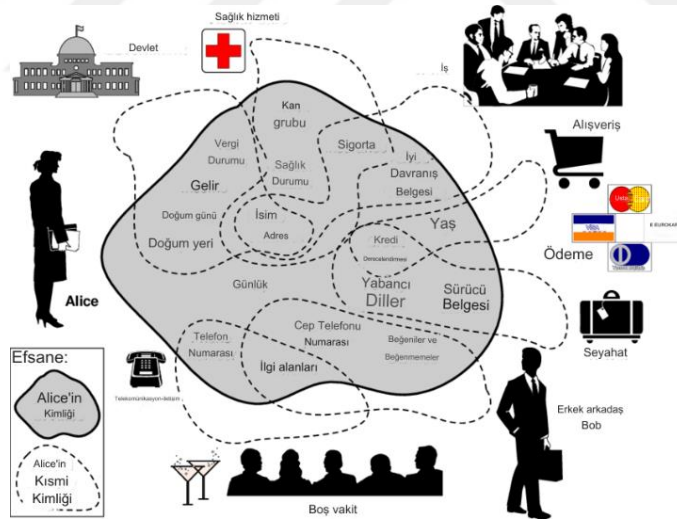 Sağlık hizmeti
Devlet
İş
Kan
grubu
Alışveriş
Vergi
Durumu
Sigorta
Sağlık
Durumu
İyi
Davranış
Belgesi
Gelir
Doğum günü
İsim
Adres
Yaş
Doğum yeri
Kredi
Ödeme
Alice
Günlük
Yabancı
Diller
Sürücü
Belgesi
Seyahat
Telefon
Numarası
Cep Telefonu
Numarası
Beğeniler ve
Beğenmemeler
İlgi alanları
Efsane:
Alice'in
Kimliği
Alice'in
Kısmi
Kimliği
Telekomünikasyon-iletişim
Erkek arkadaş
Bob
Boş vakit